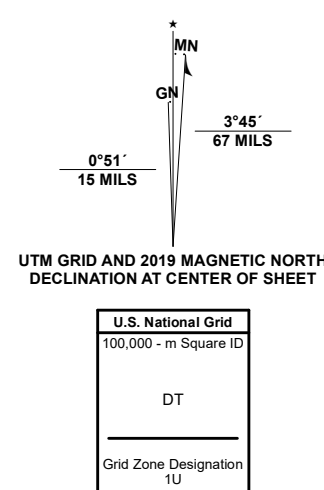 ★
MN
GN
3°45´
67 MILS
0°51´
15 MILS
UTM GRID AND 2019 MAGNETIC NORTH
DECLINATION AT CENTER OF SHEET
U.S. National Grid
100,000 - m Square ID
DT
Grid Zone Designation
1U